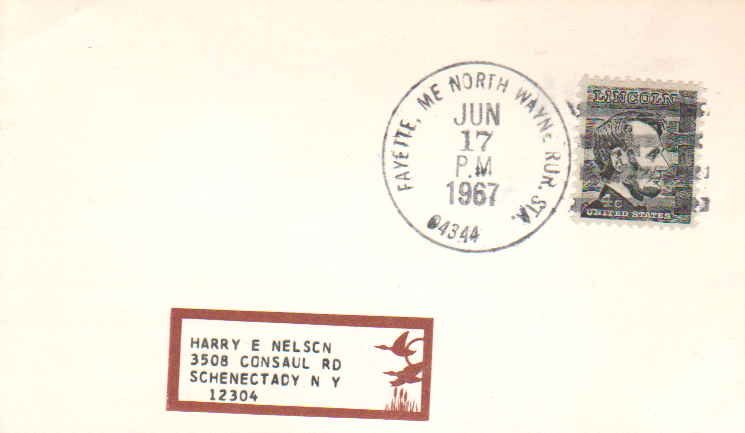 FAYETTE, ME NORTH WAYNE RUR. STA.
JUN
17
P.M
1967
04344
LINCOLN
4c
UNITED STATES
HARRY E NELSON
3508 CONSAUL RD
SCHENECTADY N Y
12304